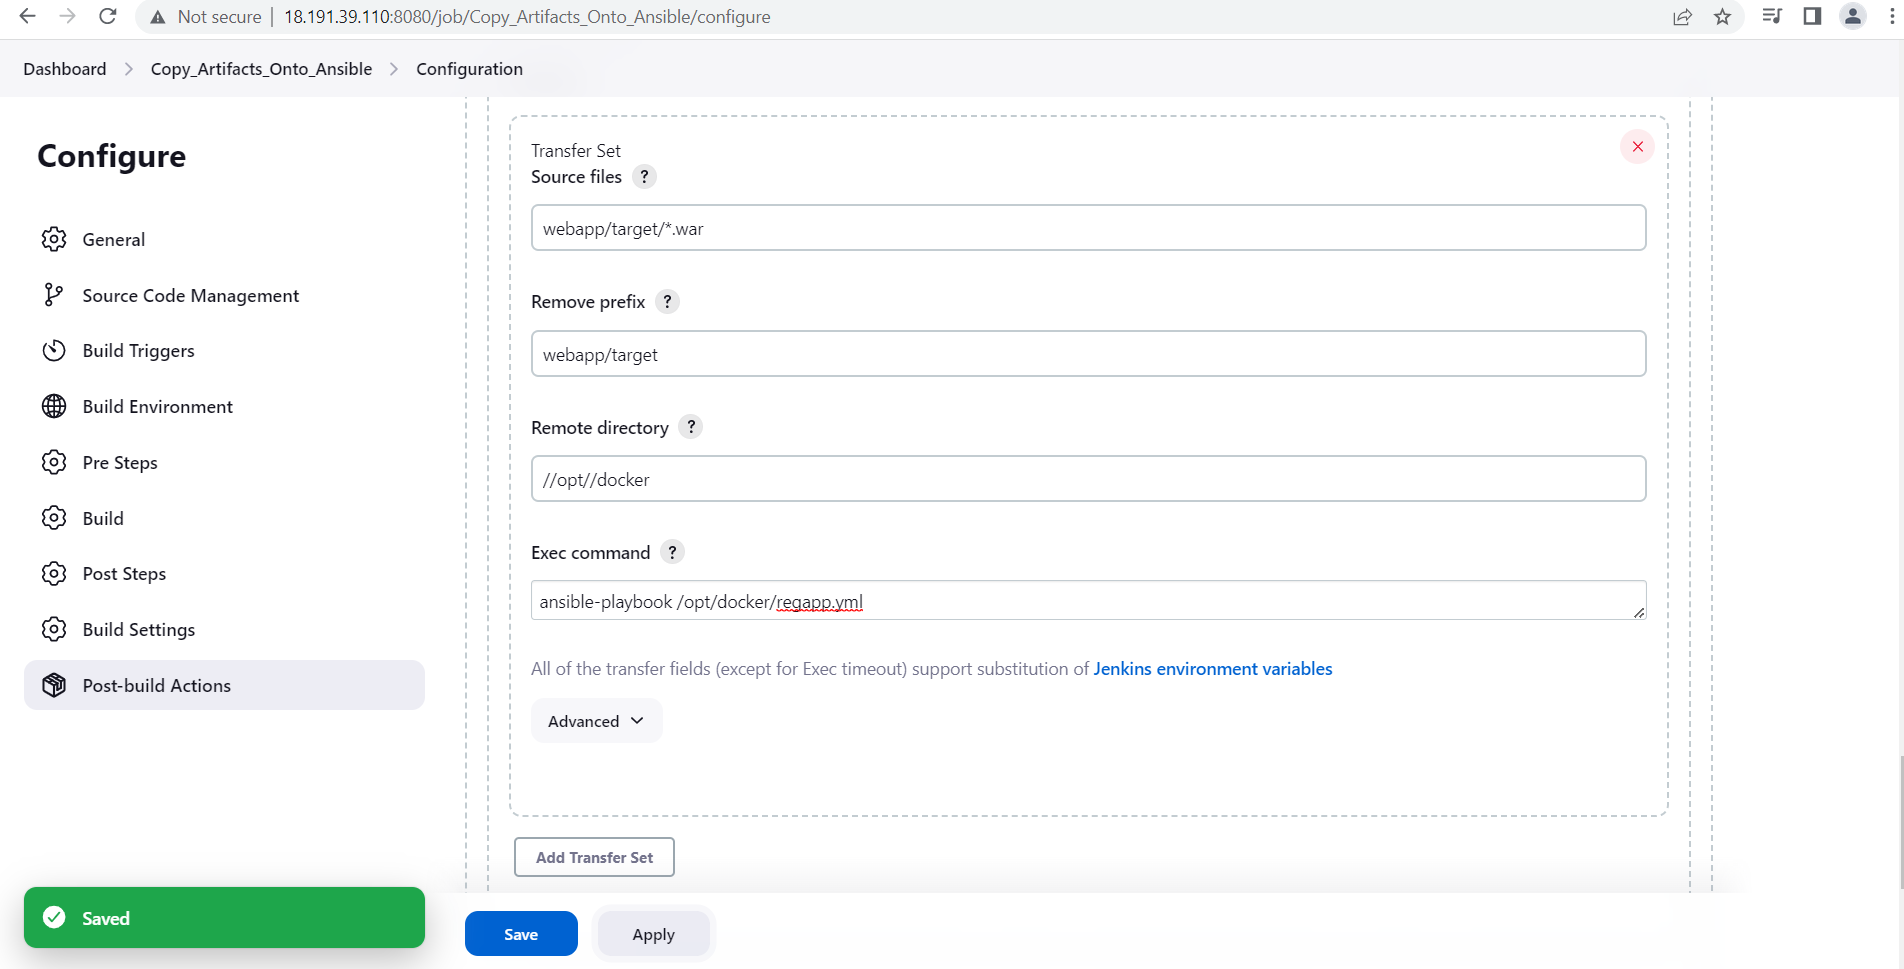 Not secure | 18.191.39.110:8080/job/Copy_Artifacts_Onto_Ansible/configure
Dashboard > Copy_Artifacts_Onto_Ansible > Configuration
Configure
General
Source Code Management
Build Triggers
Build Environment
Pre Steps
Build
Post Steps
Build Settings
Post-build Actions
Transfer Set
Source files ?
webapp/target/*.war
Remove prefix ?
webapp/target
Remote directory ?
//opt//docker
Exec command ?
ansible-playbook /opt/docker/regapp.yml
All of the transfer fields (except for Exec timeout) support substitution of Jenkins environment variables
Advanced
Add Transfer Set
Saved
Save
Apply